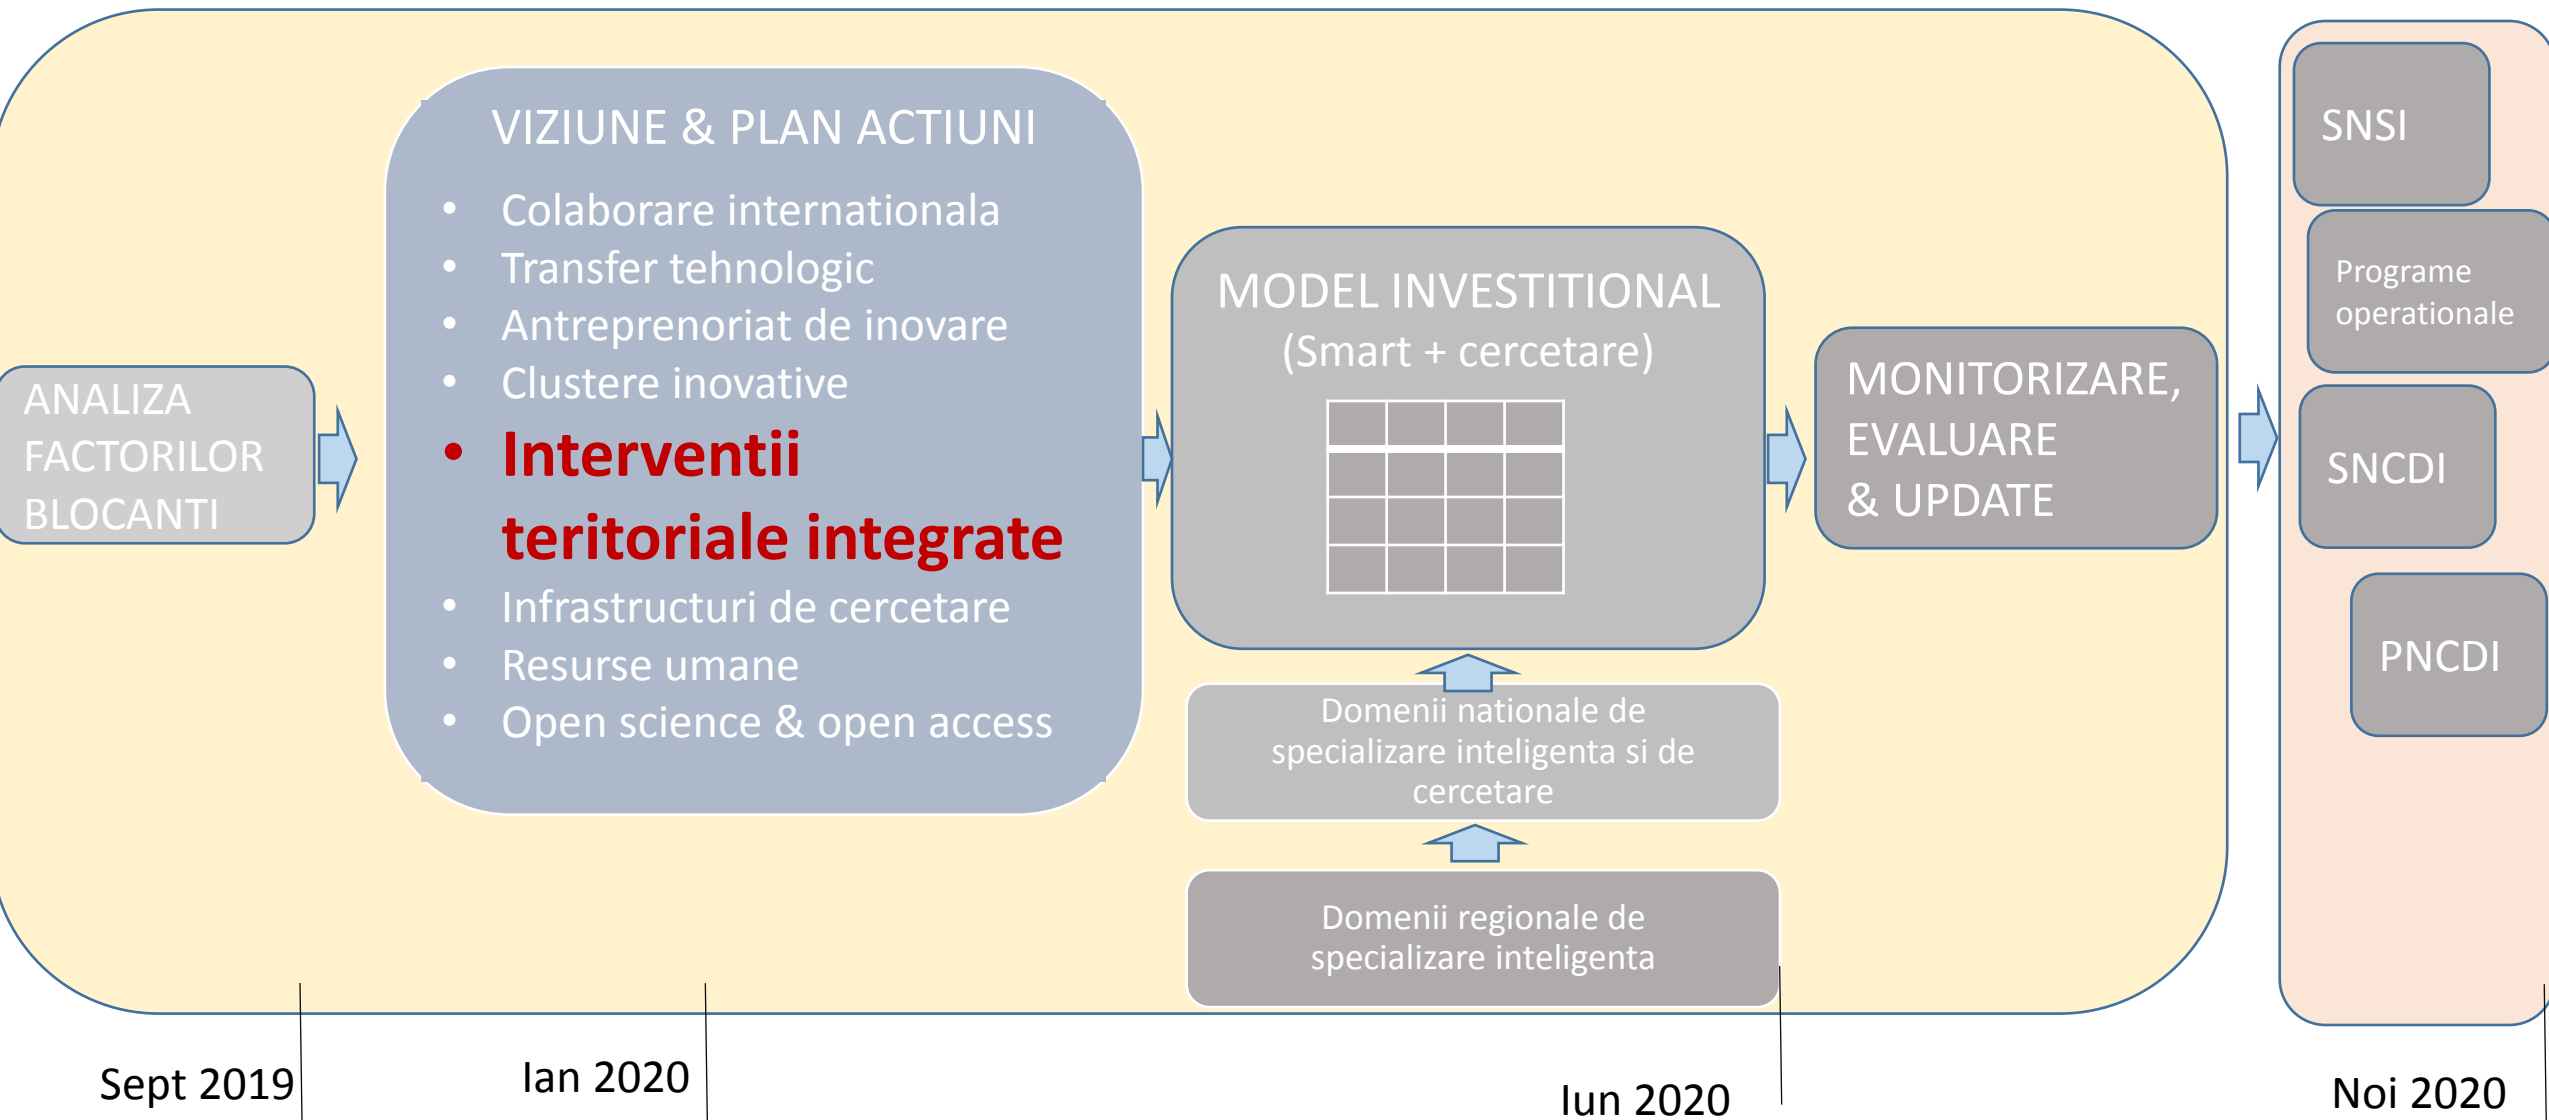 ANALIZA
FACTORILOR
BLOCANTI
VIZIUNE & PLAN ACTIUNI
• Colaborare internationala
• Transfer tehnologic
• Antreprenoriat de inovare
• Clustere inovative
• Interventii
teritoriale integrate
• Infrastructuri de cercetare
• Resurse umane
• Open science & open access
MODEL INVESTITIONAL
(Smart + cercetare)
Domenii nationale de
specializare inteligenta si de
cercetare
Domenii regionale de
specializare inteligenta
MONITORIZARE,
EVALUARE
& UPDATE
SNSI
Programe
operationale
SNCDI
PNCDI
Sept 2019
Ian 2020
Iun 2020
Noi 2020